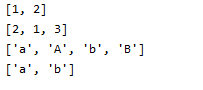 [1, 2]
[2, 1, 3]
['a', 'A', 'b', 'B']
['a', 'b']